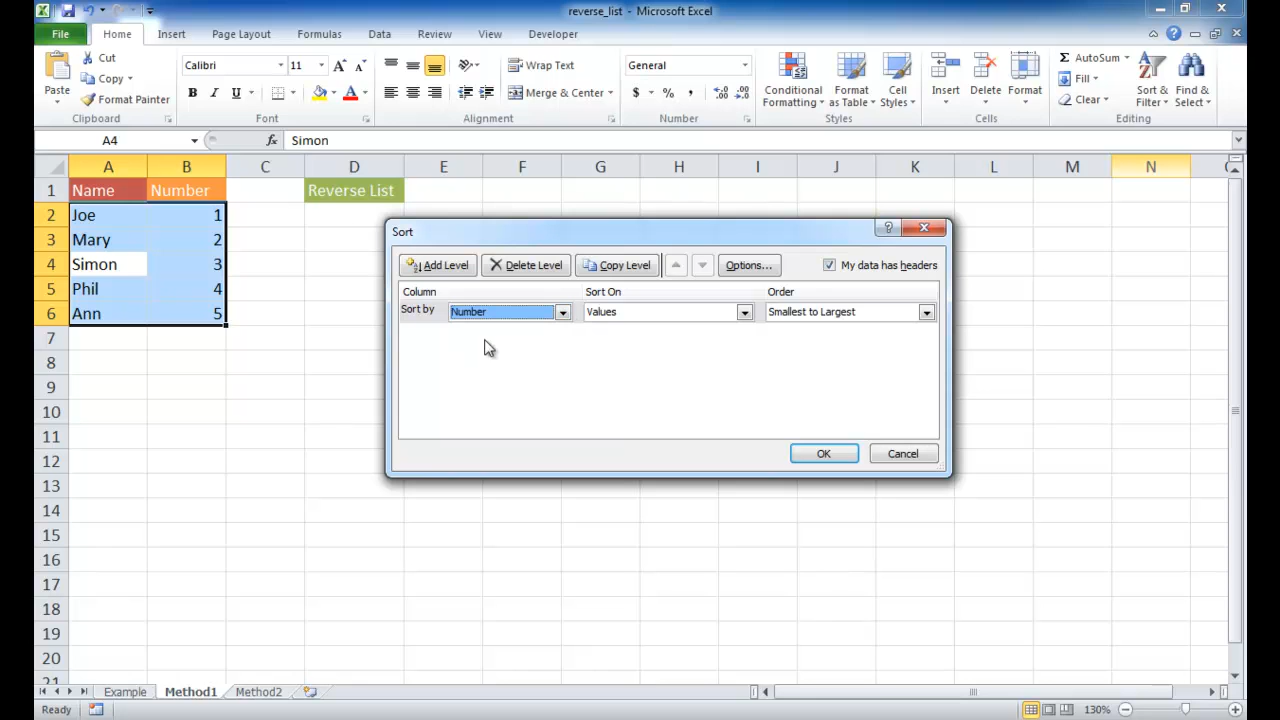 reverse_list - Microsoft Excel
File Home Insert Page Layout Formulas Data Review View Developer
Cut
Copy
Format Painter
Paste
Clipboard
Calibri 11
B I U
Font
Wrap Text
Merge & Center
Alignment
General
$ % ,
Number
Conditional Formatting
Format as Table
Cell Styles
Styles
Insert Delete Format
Cells
AutoSum
Fill
Clear
Sort & Filter
Find & Select
Editing
A4 fx Simon
A B C D E F G H I J K L M N
1 Name Number Reverse List
2 Joe 1
3 Mary 2
4 Simon 3
5 Phil 4
6 Ann 5
7
8
9
10
11
12
13
14
15
16
17
18
19
20
21
Sort
Add Level Delete Level Copy Level Options... My data has headers
Column Sort On Order
Sort by Number Values Smallest to Largest
OK Cancel
Example Method1 Method2
Ready 130%